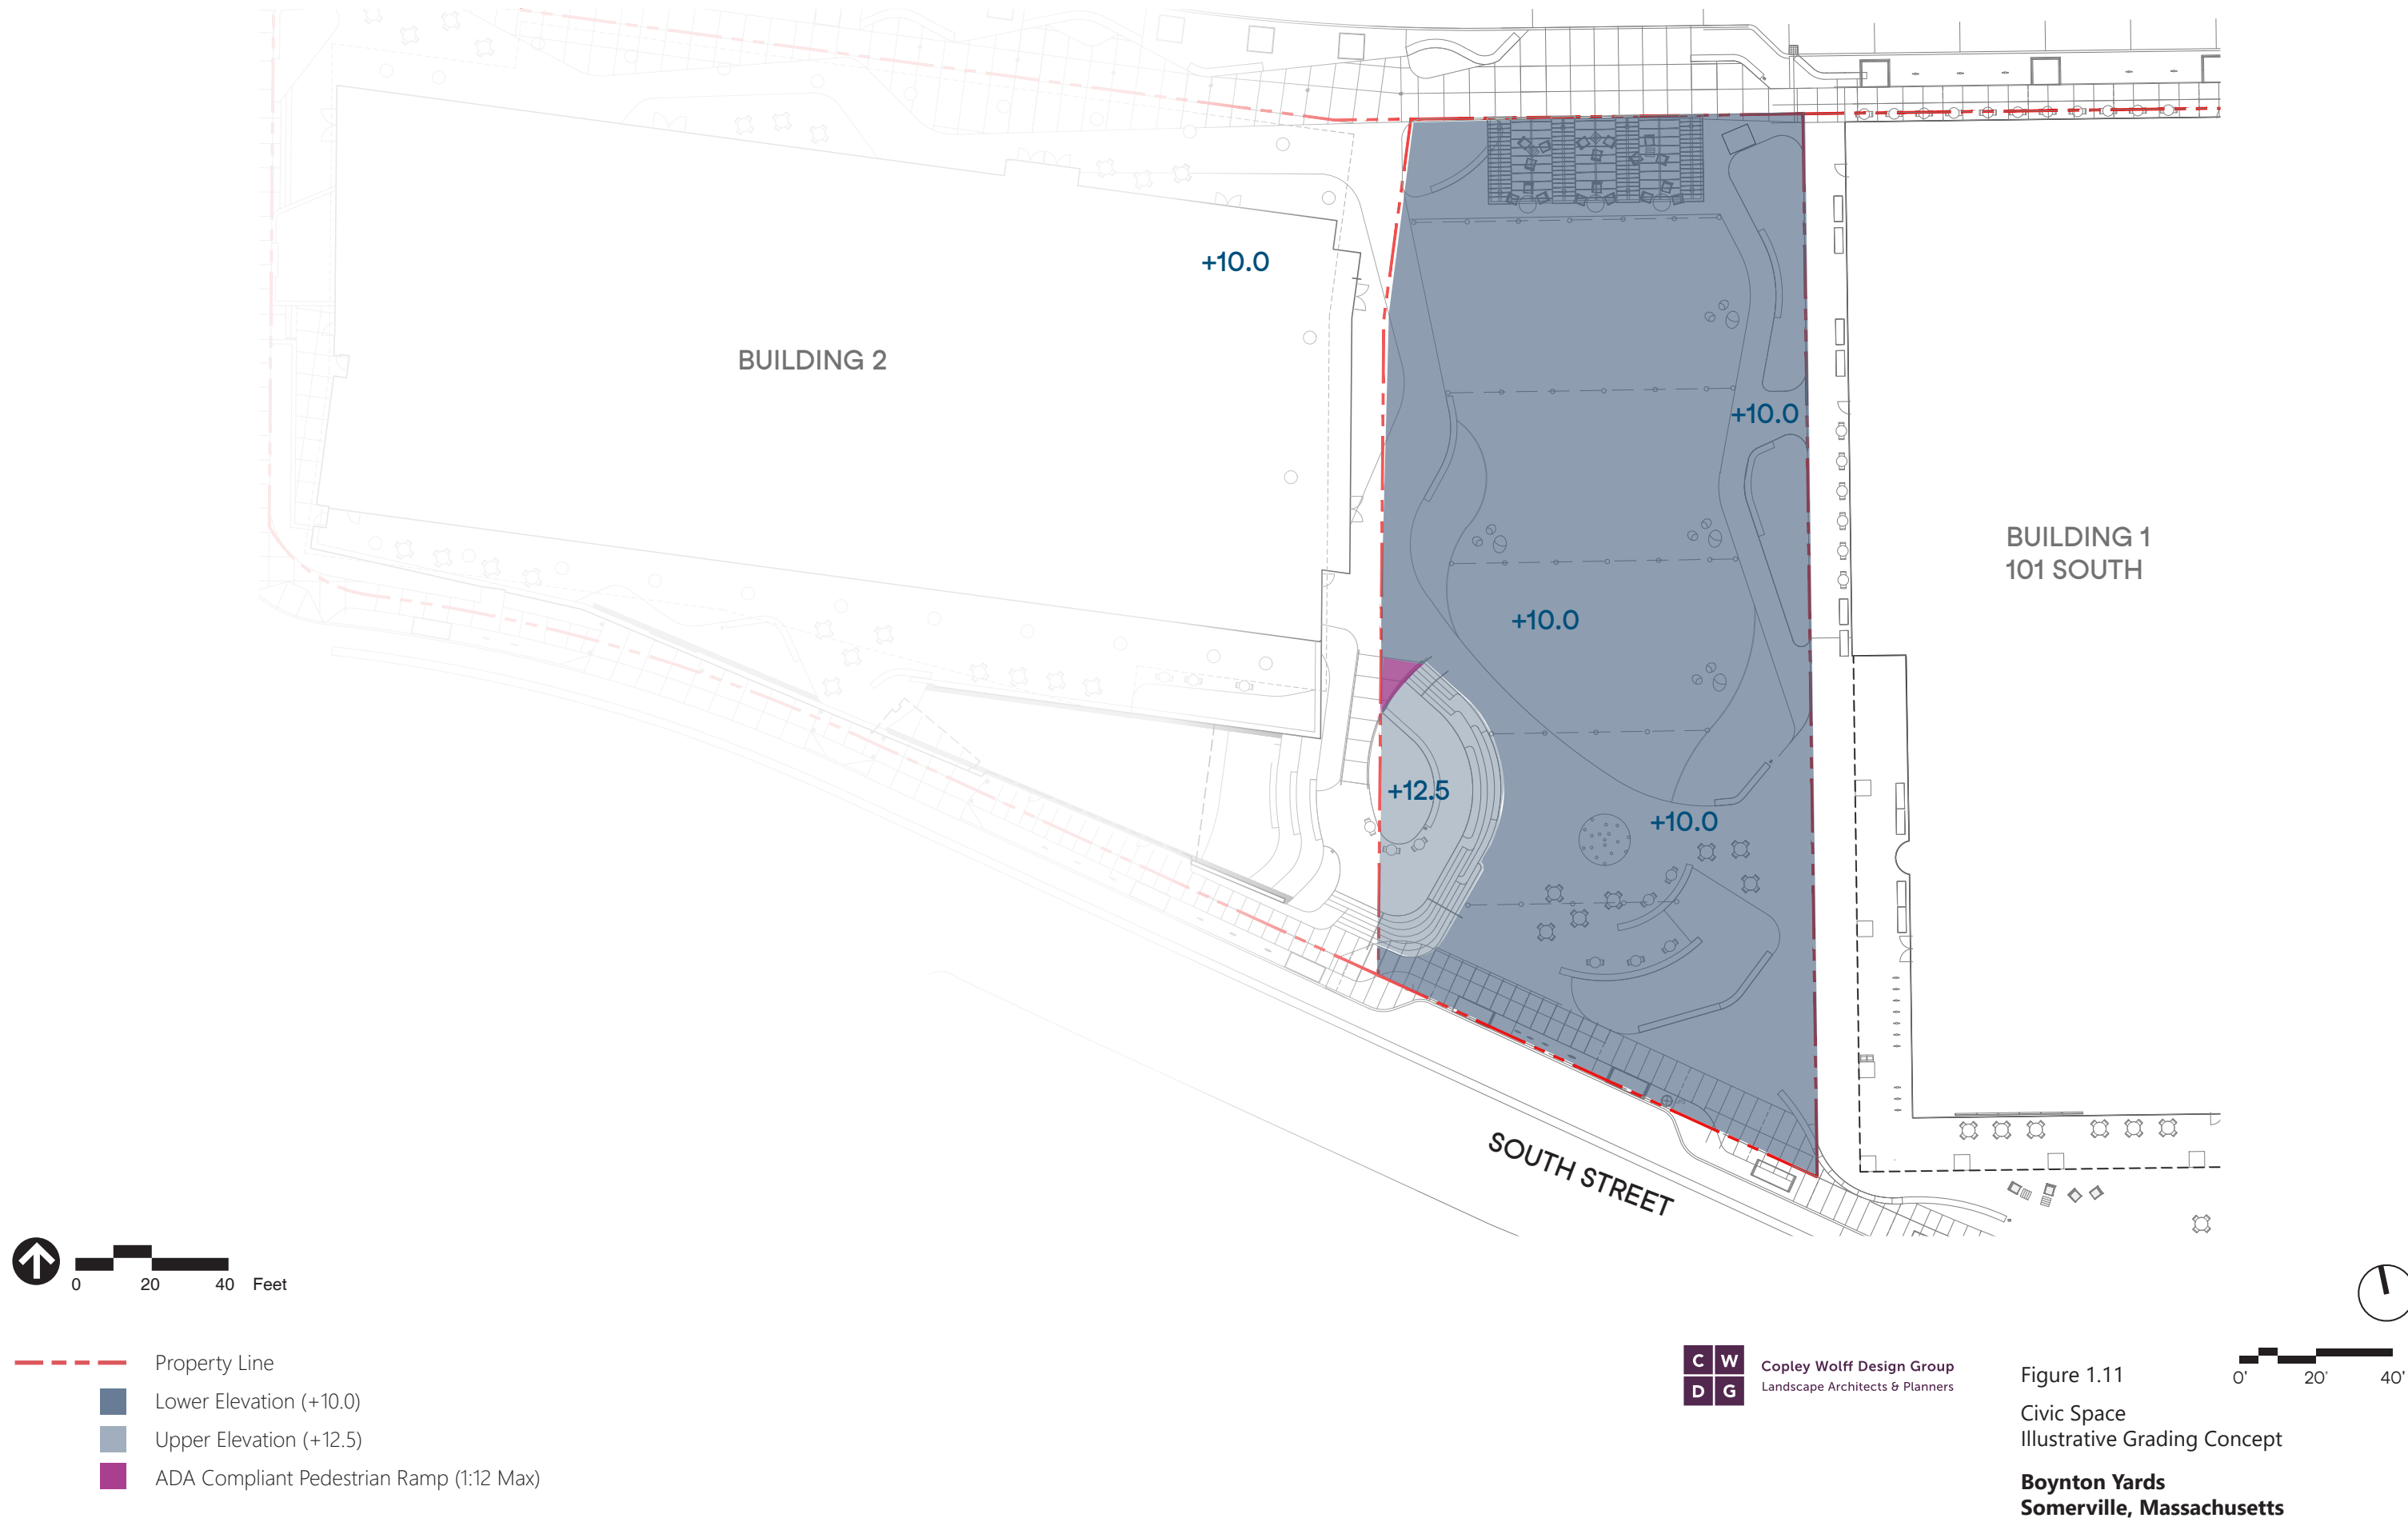 +10.0
BUILDING 2
+10.0
BUILDING 1
101 SOUTH
+10.0
+12.5
+10.0
SOUTH STREET
0 20 40 Feet
Property Line
Lower Elevation (+10.0)
Upper Elevation (+12.5)
ADA Compliant Pedestrian Ramp (1:12 Max)
C W
D G
Copley Wolff Design Group
Landscape Architects & Planners
0' 20' 40'
Figure 1.11
Civic Space
Illustrative Grading Concept
Boynton Yards
Somerville, Massachusetts